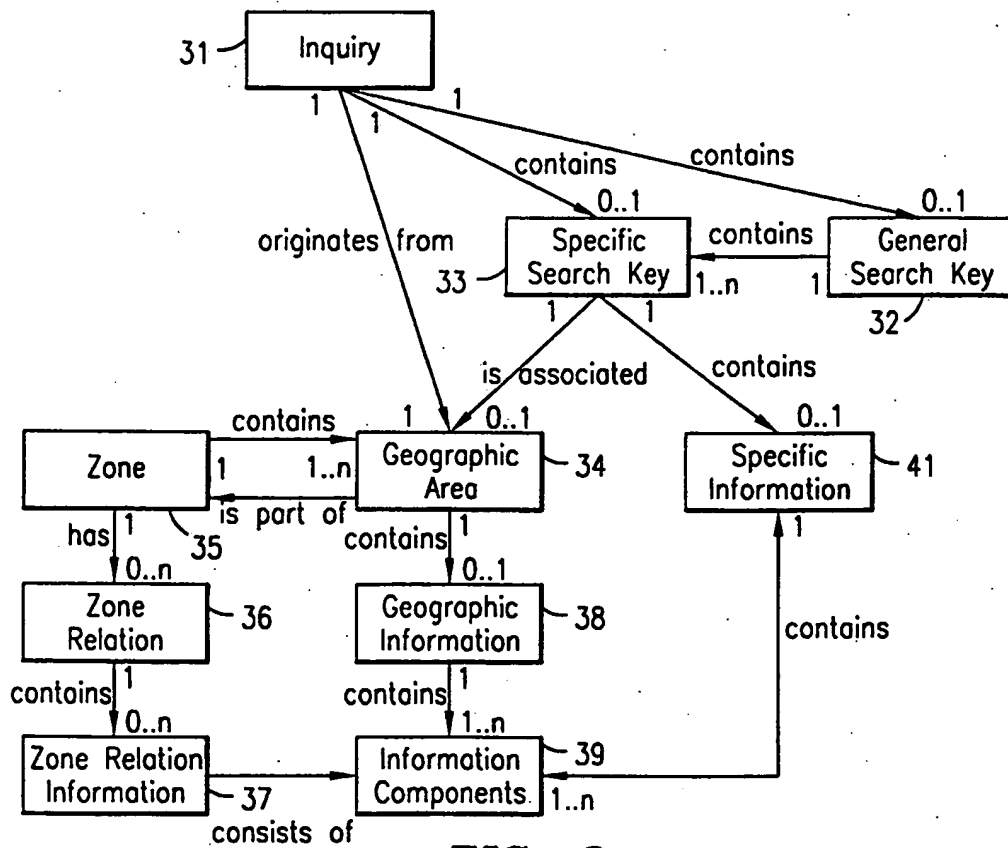 Inquiry
31
1
1
1
contains
contains
0..1
0..1
originates from
Specific
Search Key
contains
General
Search Key
33
1..n
1
32
1
1
is associated
contains
contains
1
0..1
0..1
Zone
1
1..n
Geographic
Area
34
Specific
Information
41
is part of
has
1
35
contains
1
1
0..n
0..1
Zone
Relation
36
Geographic
Information
38
contains
contains
1
contains
1
0..n
1..n
Zone Relation
Information
37
Information
Components
39
1..n
consists of